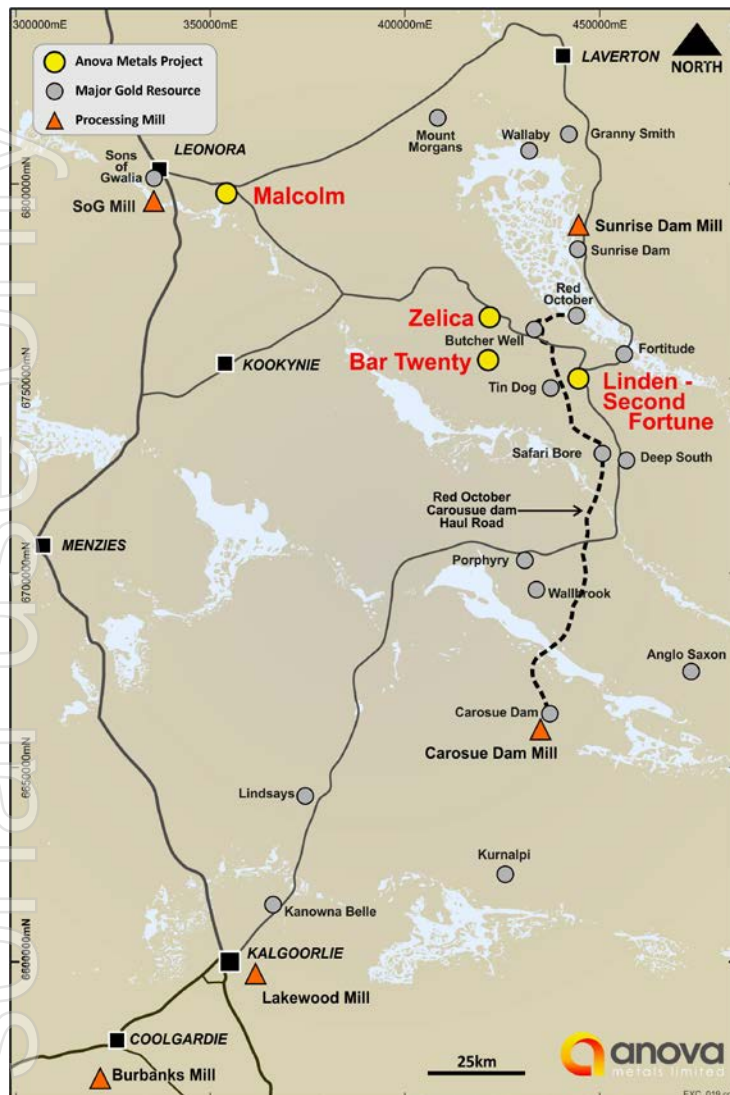 300000mE
350000mE
400000mE
450000mE
Anova Metals Project
Major Gold Resource
Processing Mill
LAVERTON
NORTH
Mount
Morgans
Wallaby
Granny Smith
LEONORA
Sons
of
Gwalia
6800000mN
SoG Mill
Malcolm
Sunrise Dam Mill
Sunrise Dam
Red
October
Zelica
Butcher Well
Fortitude
Bar Twenty
KOOKYNIE
6750000mN
Tin Dog
Linden -
Second
Fortune
Safari Bore
Deep South
Red October
Carousue dam
Haul Road
MENZIES
6700000mN
Porphyry
Wallbrook
Anglo Saxon
Carosue Dam
Carosue Dam Mill
6650000mN
Lindsays
Kurnalpi
Kanowna Belle
6600000mN
KALGOORLIE
Lakewood Mill
COOLGARDIE
Burbanks Mill
25km
anova
metals limited